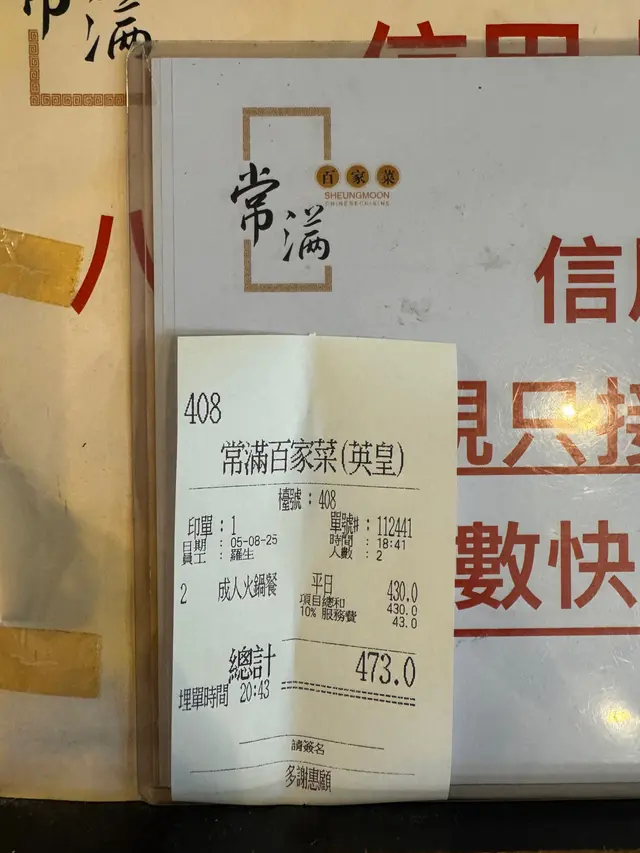 常滿
信用
八
常滿
百家菜
SHEUNGMOON
CHINESECUISINE
信用
現只接
數快
408
常滿百家菜(英皇)
檯號：408
印單：1 單號#：112441
日期：05-08-25 時間：18:41
員工：羅生 人數：2
2 成人火鍋餐 平日 430.0
項目總和 430.0
10% 服務費 43.0
總計 473.0
埋單時間 20:43
請簽名
多謝惠顧